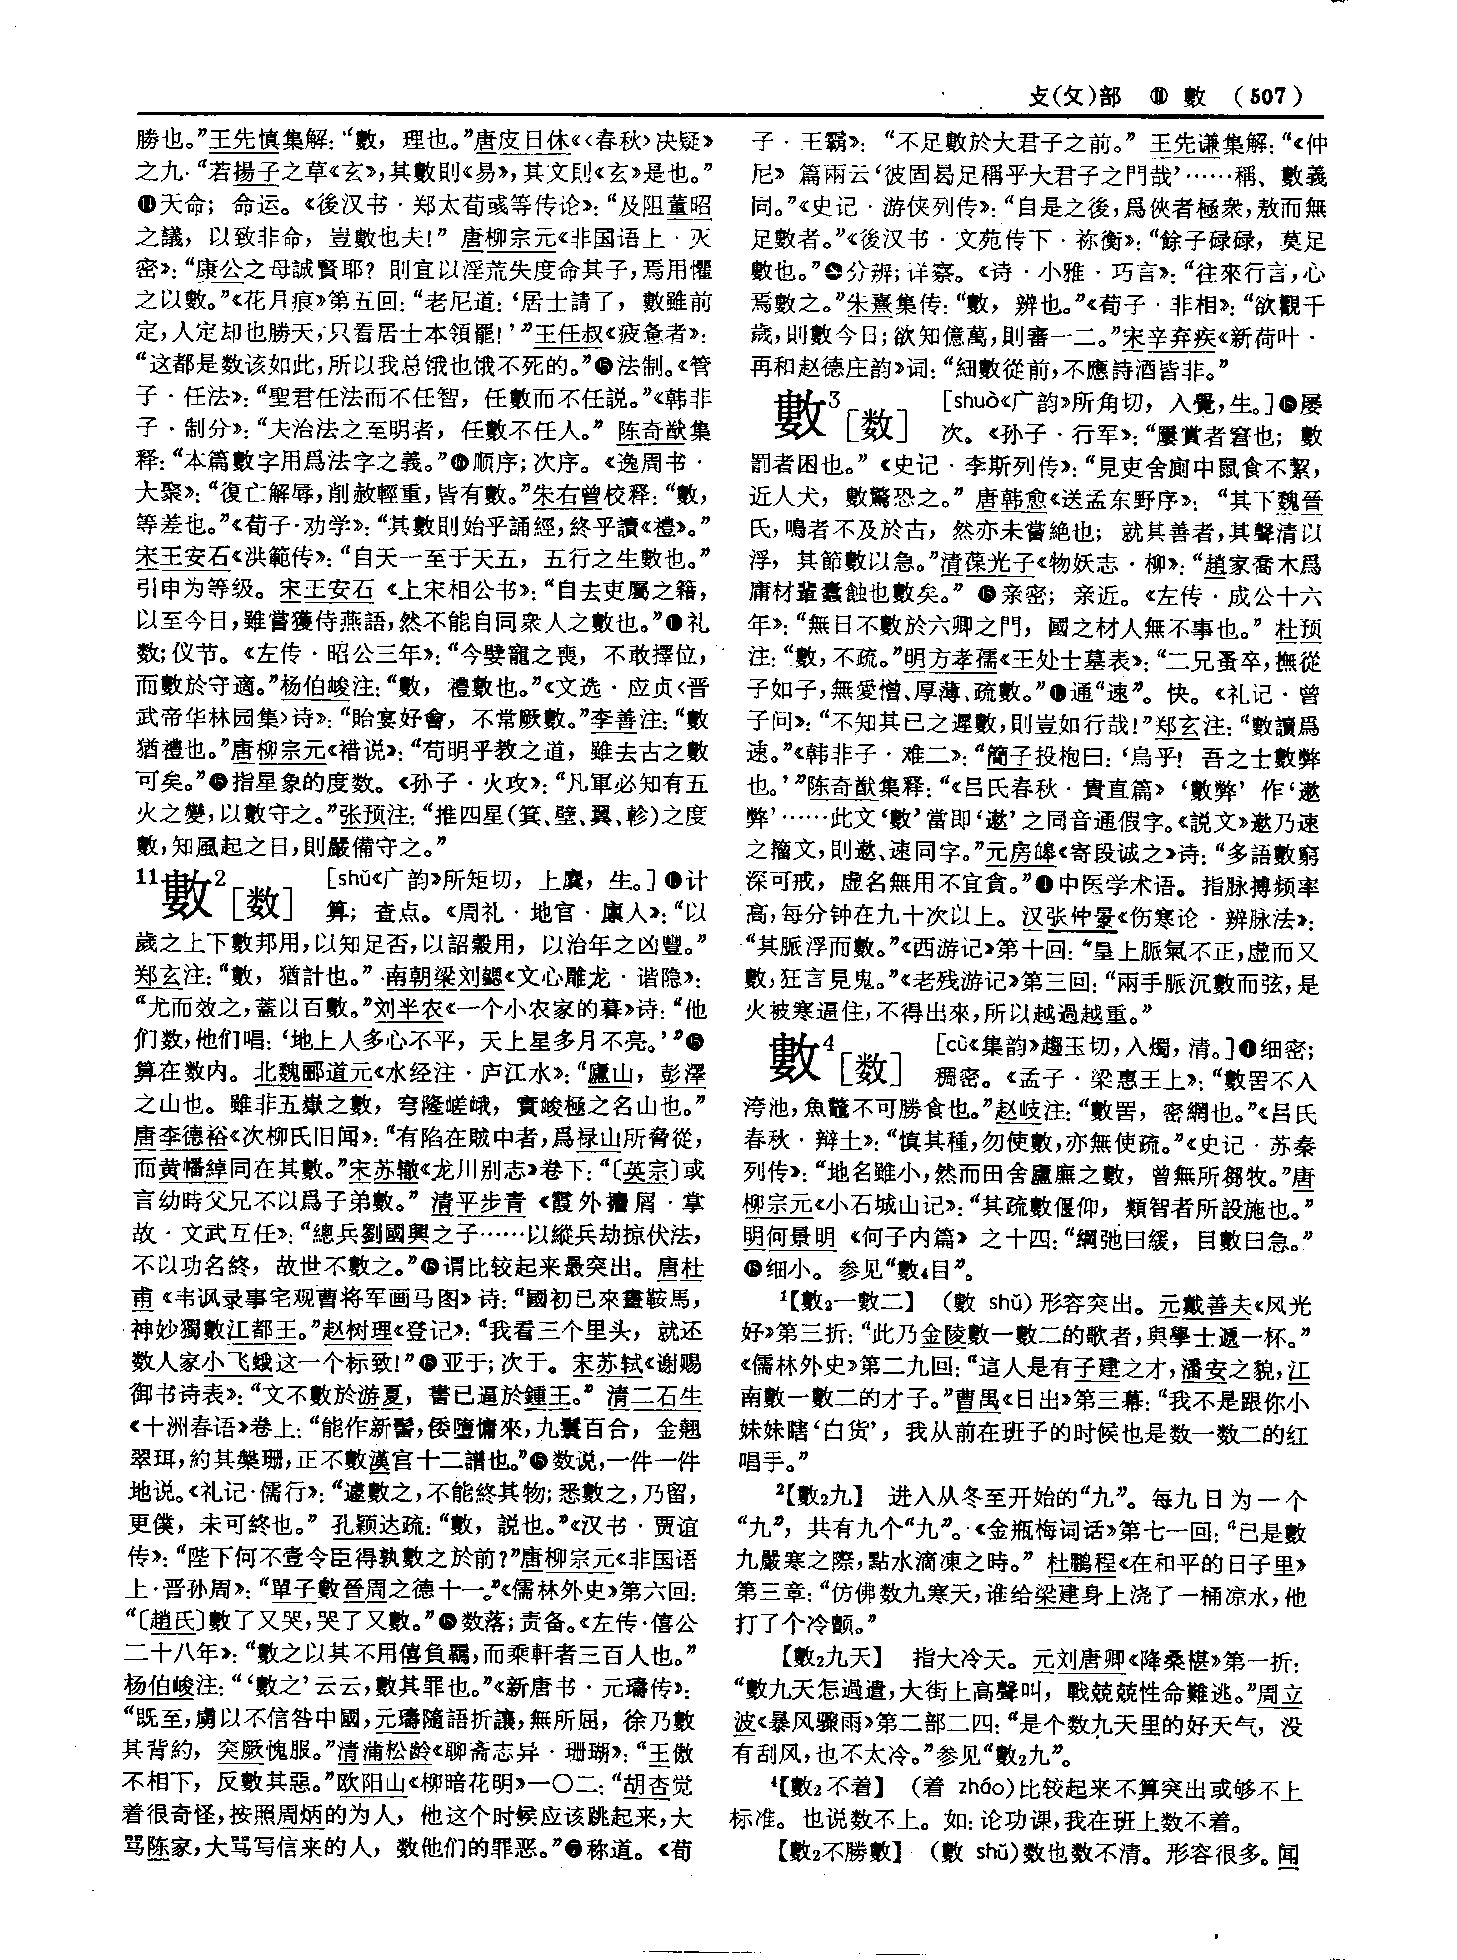 攴(攵)部 ⑪ 數 (507)
勝也。”王先慎集解:“數,理也。”唐皮日休《〈春秋〉决疑》
之九:“若揚子之草《玄》,其數則《易》,其文則《玄》是也。”
⓮天命;命运。《後汉书·郑太荀彧等传论》:“及阻董昭
之議,以致非命,豈數也夫!”唐柳宗元《非国语上·灭
密》:“康公之母誠賢耶?則宜以淫荒失度命其子,焉用懼
之以數。”《花月痕》第五回:“老尼道:‘居士請了,數雖前
定,人定却也勝天,只看居士本領罷!’”王任叔《疲惫者》:
“这都是数该如此,所以我总饿也饿不死的。”⓯法制。《管
子·任法》:“聖君任法而不任智,任數而不任説。”《韩非
子·制分》:“夫治法之至明者,任數不任人。”陈奇猷集
释:“本篇數字用爲法字之義。”⓰顺序;次序。《逸周书·
大聚》:“復亡解辱,削赦輕重,皆有數。”朱右曾校释:“數,
等差也。”《荀子·劝学》:“其數則始乎誦經,終乎讀《禮》。”
宋王安石《洪範传》:“自天一至于天五,五行之生數也。”
引申为等级。宋王安石《上宋相公书》:“自去吏屬之籍,
以至今日,雖嘗獲侍燕語,然不能自同衆人之數也。”⓱礼
数;仪节。《左传·昭公三年》:“今嬖寵之喪,不敢擇位,
而數於守適。”杨伯峻注:“數,禮數也。”《文选·应贞〈晋
武帝华林园集〉诗》:“貽宴好會,不常厥數。”李善注:“數
猶禮也。”唐柳宗元《褚说》:“苟明乎教之道,雖去古之數
可矣。”⓲指星象的度数。《孙子·火攻》:“凡軍必知有五
火之變,以數守之。”张预注:“推四星(箕、壁、翼、軫)之度
數,知風起之日,則嚴備守之。”
11數2[数] [shǔ《广韵》所矩切,上麌,生。]❶计
算;查点。《周礼·地官·廩人》:“以
歲之上下數邦用,以知足否,以詔穀用,以治年之凶豐。”
郑玄注:“數,猶計也。”南朝梁刘勰《文心雕龙·谐隐》:
“尤而效之,蓋以百數。”刘半农《一个小农家的暮》诗:“他
们数,他们唱:‘地上人多心不平,天上星多月不亮。’”❷
算在数内。北魏郦道元《水经注·庐江水》:“廬山,彭澤
之山也。雖非五嶽之數,穹隆嵯峨,實峻極之名山也。”
唐李德裕《次柳氏旧闻》:“有陷在賊中者,爲禄山所脅從,
而黄幡綽同在其數。”宋苏辙《龙川别志》卷下:“〔英宗〕或
言幼時父兄不以爲子弟數。”清平步青《霞外攟屑·掌
故·文武互任》:“總兵劉國興之子……以縱兵劫掠伏法,
不以功名終,故世不數之。”❸谓比较起来最突出。唐杜
甫《韦讽录事宅观曹将军画马图》诗:“國初已來畫鞍馬,
神妙獨數江都王。”赵树理《登记》:“我看三个里头,就还
数人家小飞蛾这一个标致!”❹亚于;次于。宋苏轼《谢赐
御书诗表》:“文不數於游夏,書已逼於鍾王。”清二石生
《十洲春语》卷上:“能作新髻,倭墮慵來,九鬟百合,金翹
翠珥,約其槃珊,正不數漢宫十二譜也。”❺数说,一件一件
地说。《礼记·儒行》:“遽數之,不能終其物;悉數之,乃留,
更僕,未可終也。”孔颖达疏:“數,説也。”《汉书·贾谊
传》:“陛下何不壹令臣得孰數之於前?”唐柳宗元《非国语
上·晋孙周》:“單子數晉周之德十一。”《儒林外史》第六回:
“〔趙氏〕數了又哭,哭了又數。”❻数落;责备。《左传·僖公
二十八年》:“數之以其不用僖負羈,而乘軒者三百人也。”
杨伯峻注:“‘數之’云云,數其罪也。”《新唐书·元璹传》:
“既至,虜以不信咎中國,元璹隨語折讓,無所屈,徐乃數
其背約,突厥愧服。”清蒲松龄《聊斋志异·珊瑚》:“王傲
不相下,反數其惡。”欧阳山《柳暗花明》一〇二:“胡杏觉
着很奇怪,按照周炳的为人,他这个时候应该跳起来,大
骂陈家,大骂写信来的人,数他们的罪恶。”❼称道。《荀
子·王霸》:“不足數於大君子之前。”王先谦集解:“《仲
尼》篇兩云‘彼固曷足稱乎大君子之門哉’……稱、數義
同。”《史记·游侠列传》:“自是之後,爲俠者極衆,敖而無
足數者。”《後汉书·文苑传下·祢衡》:“餘子碌碌,莫足
數也。”❽分辨;详察。《诗·小雅·巧言》:“往來行言,心
焉數之。”朱熹集传:“數,辨也。”《荀子·非相》:“欲觀千
歲,則數今日;欲知億萬,則審一二。”宋辛弃疾《新荷叶·
再和赵德庄韵》词:“細數從前,不應詩酒皆非。”
數3[数] [shuò《广韵》所角切,入覺,生。]❶屡
次。《孙子·行军》:“屢賞者窘也;數
罰者困也。”《史记·李斯列传》:“見吏舍廁中鼠食不絜,
近人犬,數驚恐之。”唐韩愈《送孟东野序》:“其下魏晉
氏,鳴者不及於古,然亦未嘗絶也;就其善者,其聲清以
浮,其節數以急。”清葆光子《物妖志·柳》:“趙家喬木爲
庸材輩蠹蝕也數矣。”❷亲密;亲近。《左传·成公十六
年》:“無日不數於六卿之門,國之材人無不事也。”杜预
注:“數,不疏。”明方孝孺《王处士墓表》:“二兄蚤卒,撫從
子如子,無愛憎、厚薄、疏數。”❸通“速”。快。《礼记·曾
子问》:“不知其已之遲數,則豈如行哉!”郑玄注:“數讀爲
速。”《韩非子·难二》:“簡子投枹曰:‘烏乎!吾之士數弊
也。’”陈奇猷集释:“《吕氏春秋·貴直篇》‘數弊’作‘遬
弊’……此文‘數’當即‘遬’之同音通假字。《説文》遬乃速
之籀文,則遬、速同字。”元房皞《寄段诚之》诗:“多語數窮
深可戒,虚名無用不宜貪。”❹中医学术语。指脉搏频率
高,每分钟在九十次以上。汉张仲景《伤寒论·辨脉法》:
“其脈浮而數。”《西游记》第十回:“皇上脈氣不正,虚而又
數,狂言見鬼。”《老残游记》第三回:“兩手脈沉數而弦,是
火被寒逼住,不得出來,所以越過越重。”
數4[数] [cù《集韵》趨玉切,入燭,清。]❶细密;
稠密。《孟子·梁惠王上》:“數罟不入
洿池,魚鼈不可勝食也。”赵岐注:“數罟,密網也。”《吕氏
春秋·辩土》:“慎其種,勿使數,亦無使疏。”《史记·苏秦
列传》:“地名雖小,然而田舍廬廡之數,曾無所芻牧。”唐
柳宗元《小石城山记》:“其疏數偃仰,類智者所設施也。”
明何景明《何子内篇》之十四:“綱弛曰緩,目數曰急。”
❷细小。参见“數4目”。
1【數2一數二】 (數 shǔ)形容突出。元戴善夫《风光
好》第三折:“此乃金陵數一數二的歌者,與學士遞一杯。”
《儒林外史》第二九回:“這人是有子建之才,潘安之貌,江
南數一數二的才子。”曹禺《日出》第三幕:“我不是跟你小
妹妹瞎‘白货’,我从前在班子的时候也是数一数二的红
唱手。”
2【數2九】 进入从冬至开始的“九”。每九日为一个
“九”,共有九个“九”。《金瓶梅词话》第七一回:“已是數
九嚴寒之際,點水滴凍之時。”杜鹏程《在和平的日子里》
第三章:“仿佛数九寒天,谁给梁建身上浇了一桶凉水,他
打了个冷颤。”
【數2九天】 指大冷天。元刘唐卿《降桑椹》第一折:
“數九天怎過遣,大街上高聲叫,戰兢兢性命難逃。”周立
波《暴风骤雨》第二部二四:“是个数九天里的好天气,没
有刮风,也不太冷。”参见“數2九”。
4【數2不着】 (着 zháo)比较起来不算突出或够不上
标准。也说数不上。如:论功课,我在班上数不着。
【數2不勝數】 (數 shǔ)数也数不清。形容很多。闻